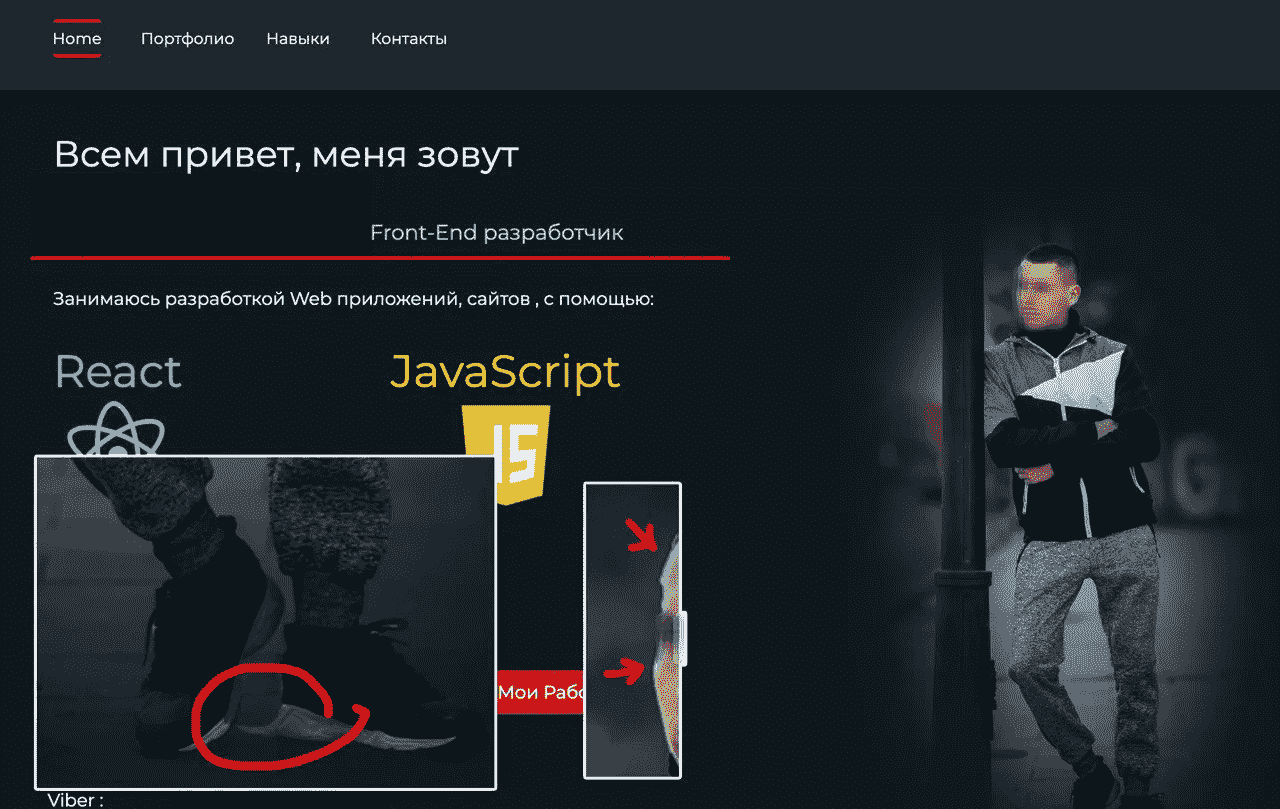 Home Портфолио Навыки Контакты
Всем привет, меня зовут
Front-End разработчик
Занимаюсь разработкой Web приложений, сайтов , с помощью:
React JavaScript
JS
Мои Рабо
G
Viber :